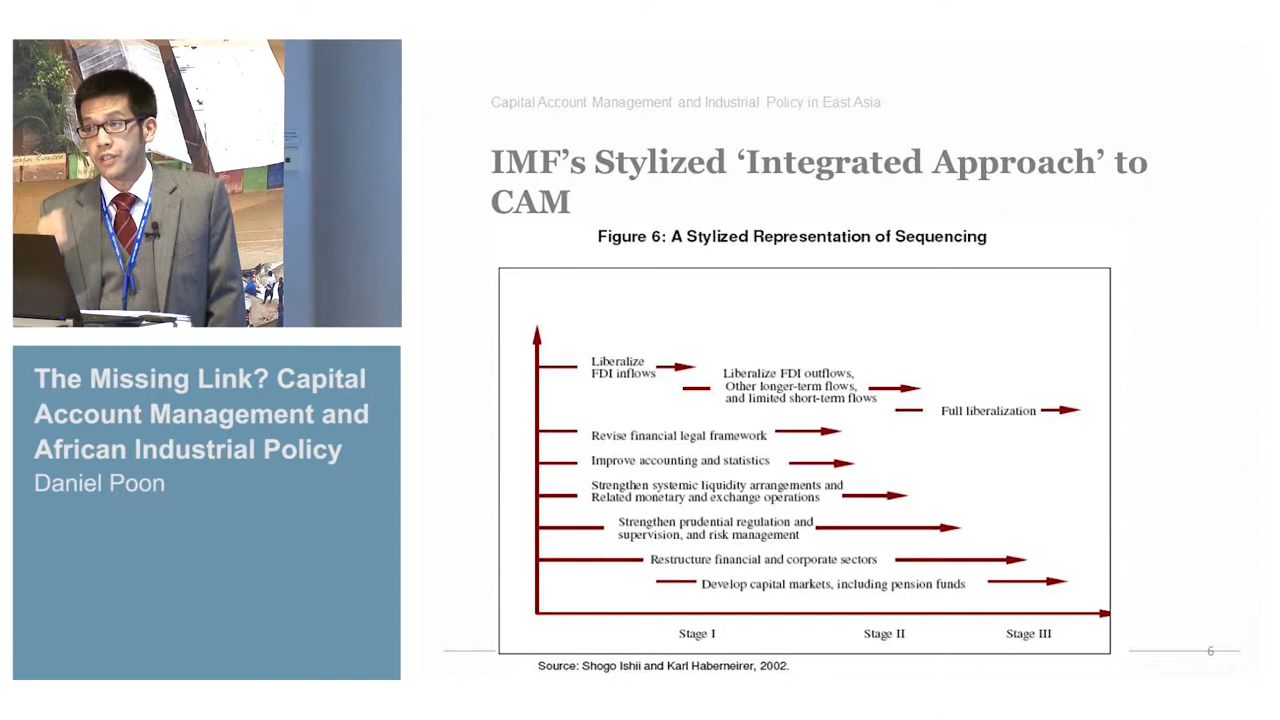 The Missing Link? Capital
Account Management and
African Industrial Policy
Daniel Poon
Capital Account Management and Industrial Policy in East Asia
IMF’s Stylized ‘Integrated Approach’ to
CAM
Figure 6: A Stylized Representation of Sequencing
Liberalize
FDI inflows
Liberalize FDI outflows,
Other longer-term flows,
and limited short-term flows
Full liberalization
Revise financial legal framework
Improve accounting and statistics
Strengthen systemic liquidity arrangements and
Related monetary and exchange operations
Strengthen prudential regulation and
supervision, and risk management
Restructure financial and corporate sectors
Develop capital markets, including pension funds
Stage I
Stage II
Stage III
Source: Shogo Ishii and Karl Haberneirer, 2002.
6